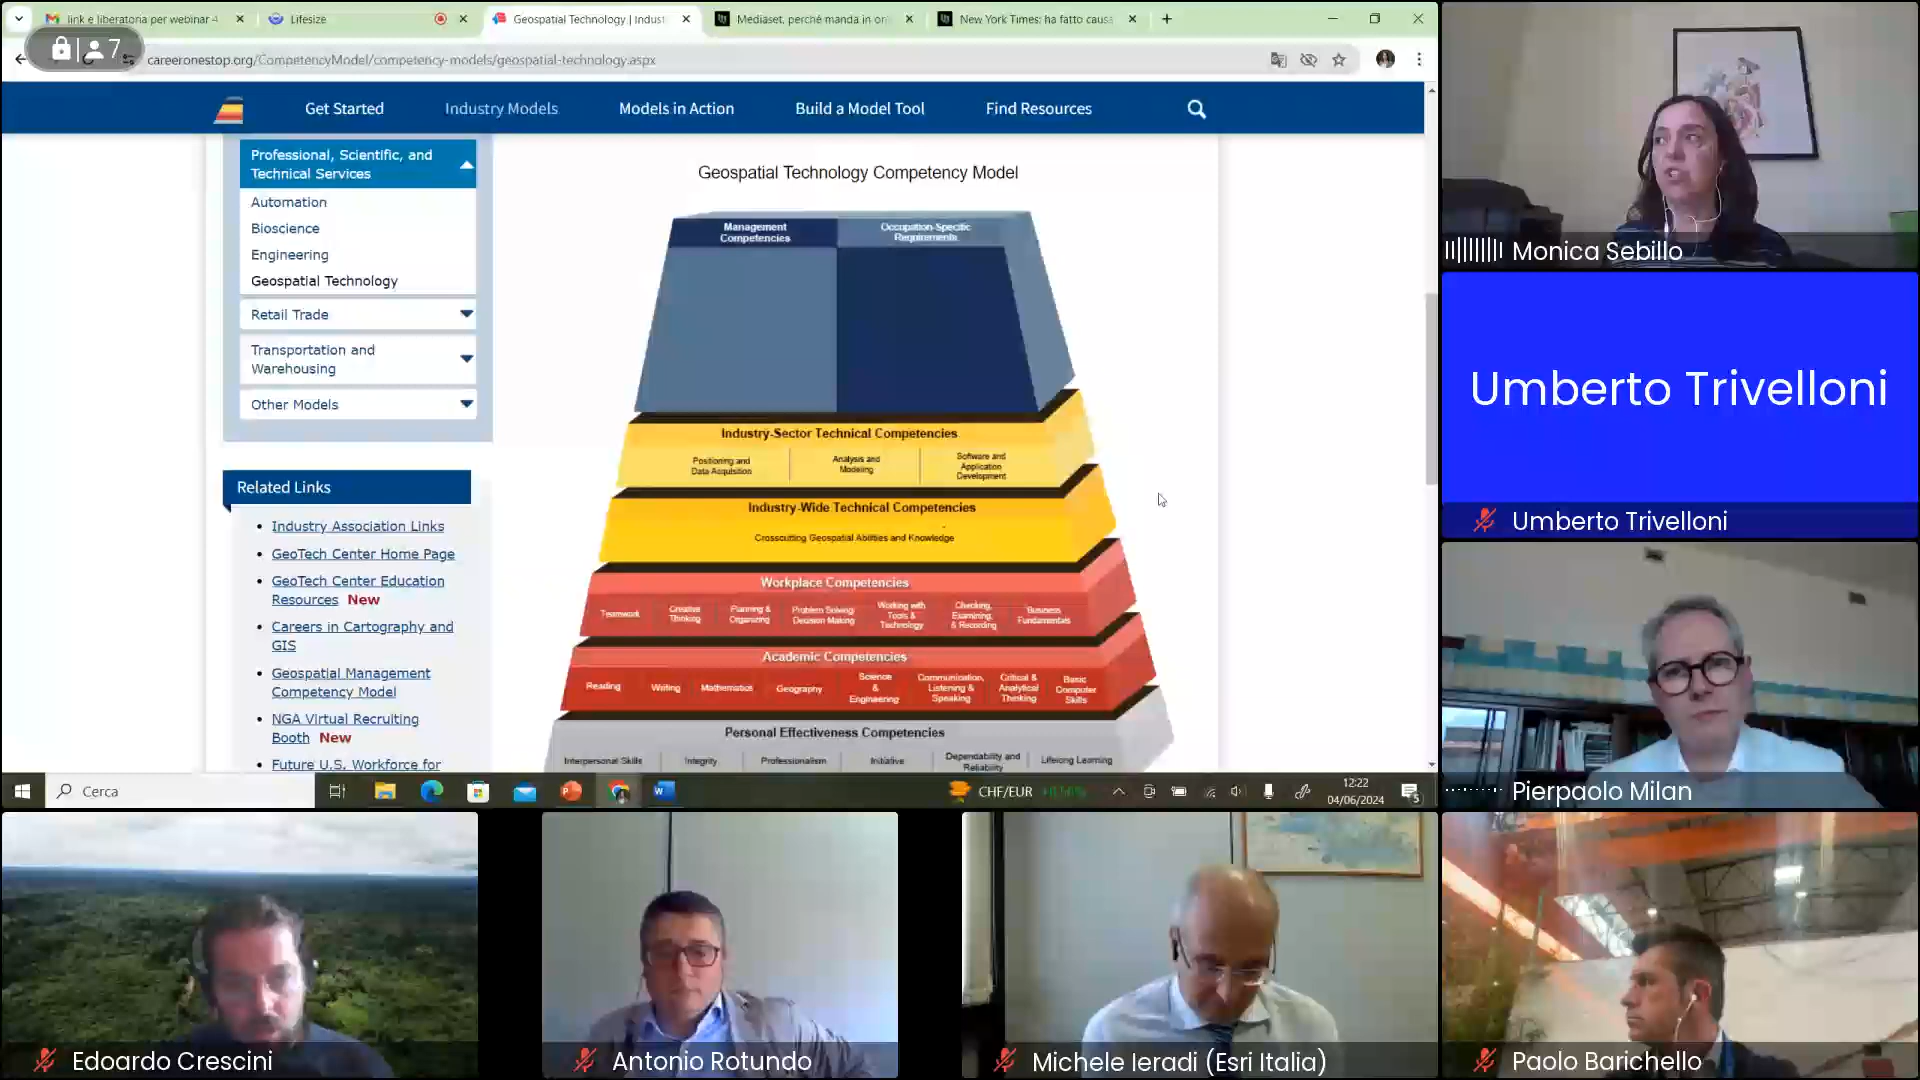 link e liberatoria per webinar 4
Lifesize
Geospatial Technology | Indust
Mediaset, perché manda in on
New York Times: ha fatto causa
7
careeronestop.org/CompetencyModel/competency-models/geospatial-technology.aspx
Get Started
Industry Models
Models in Action
Build a Model Tool
Find Resources
Professional, Scientific, and
Technical Services
Automation
Bioscience
Engineering
Geospatial Technology
Retail Trade
Transportation and
Warehousing
Other Models
Related Links
Industry Association Links
GeoTech Center Home Page
GeoTech Center Education
Resources New
Careers in Cartography and
GIS
Geospatial Management
Competency Model
NGA Virtual Recruiting
Booth New
Future U.S. Workforce for
Geospatial Technology Competency Model
Management
Competencies
Occupation-Specific
Requirements
Industry-Sector Technical Competencies
Positioning and
Data Acquisition
Analysis and
Modeling
Software and
Application
Development
Industry-Wide Technical Competencies
Crosscutting Geospatial Abilities and Knowledge
Workplace Competencies
Teamwork
Creative
Thinking
Planning &
Organizing
Problem Solving/
Decision Making
Working with
Tools &
Technology
Checking,
Examining,
& Recording
Business
Fundamentals
Academic Competencies
Reading
Writing
Mathematics
Geography
Science
&
Engineering
Communication,
Listening &
Speaking
Critical &
Analytical
Thinking
Basic
Computer
Skills
Personal Effectiveness Competencies
Interpersonal Skills
Integrity
Professionalism
Initiative
Dependability and
Reliability
Lifelong Learning
Cerca
CHF/EUR
12:22
04/06/2024
5
Monica Sebillo
Umberto Trivelloni
Umberto Trivelloni
Pierpaolo Milan
Edoardo Crescini
Antonio Rotundo
Michele Ieradi (Esri Italia)
Paolo Barichello